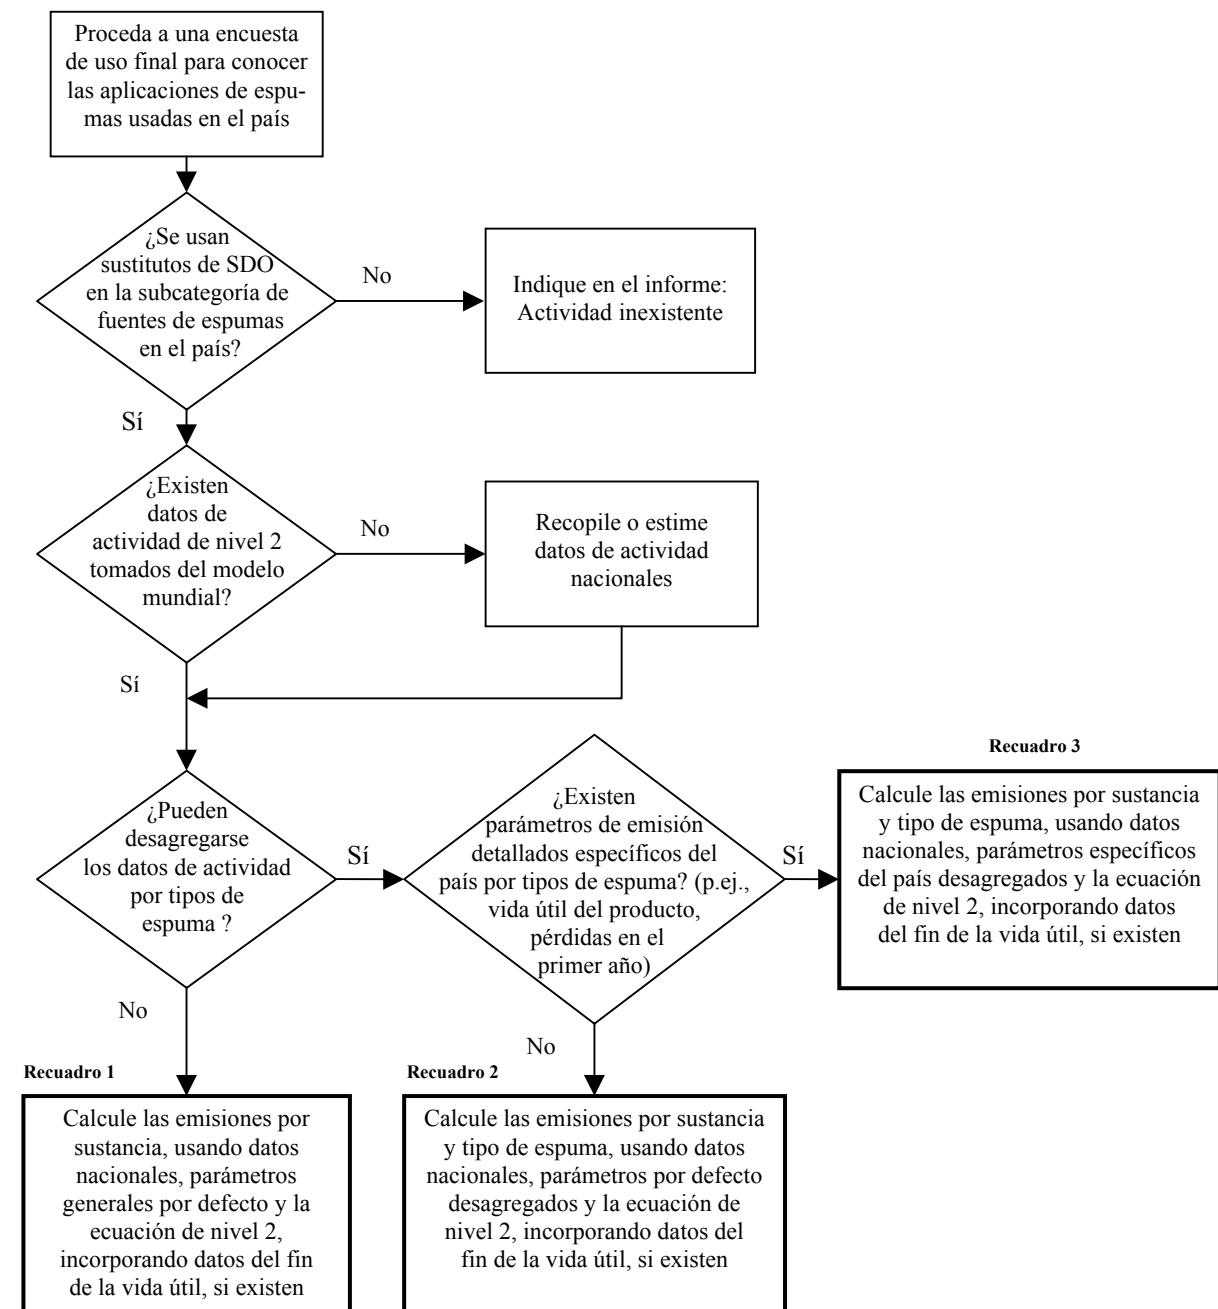 Proceda a una encuesta
de uso final para conocer
las aplicaciones de espu-
mas usadas en el país
¿Se usan
sustitutos de SDO
en la subcategoría de
fuentes de espumas
en el país?
No
Indique en el informe:
Actividad inexistente
Sí
¿Existen
datos de
actividad de nivel 2
tomados del modelo
mundial?
No
Recopile o estime
datos de actividad
nacionales
Sí
¿Pueden
desagregarse
los datos de actividad
por tipos de
espuma ?
Sí
¿Existen
parámetros de emisión
detallados específicos del
país por tipos de espuma? (p.ej.,
vida útil del producto,
pérdidas en el
primer año)
Sí
Recuadro 3
Calcule las emisiones por sustancia
y tipo de espuma, usando datos
nacionales, parámetros específicos
del país desagregados y la ecuación
de nivel 2, incorporando datos
del fin de la vida útil, si existen
No
Recuadro 1
Calcule las emisiones por
sustancia, usando datos
nacionales, parámetros
generales por defecto y la
ecuación de nivel 2,
incorporando datos del fin
de la vida útil, si existen
No
Recuadro 2
Calcule las emisiones por sustancia
y tipo de espuma, usando datos
nacionales, parámetros por defecto
desagregados y la ecuación de
nivel 2, incorporando datos del
fin de la vida útil, si existen